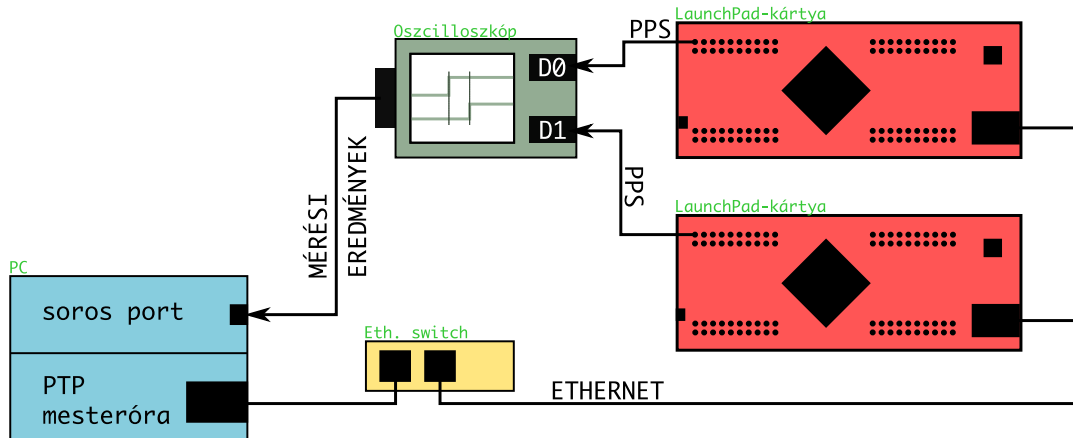 LaunchPad-kártya
Oszcilloszkóp
PPS
D0
D1
PPS
MÉRÉSI
EREDMÉNYEK
LaunchPad-kártya
PC
soros port
Eth. switch
PTP
mesteróra
ETHERNET